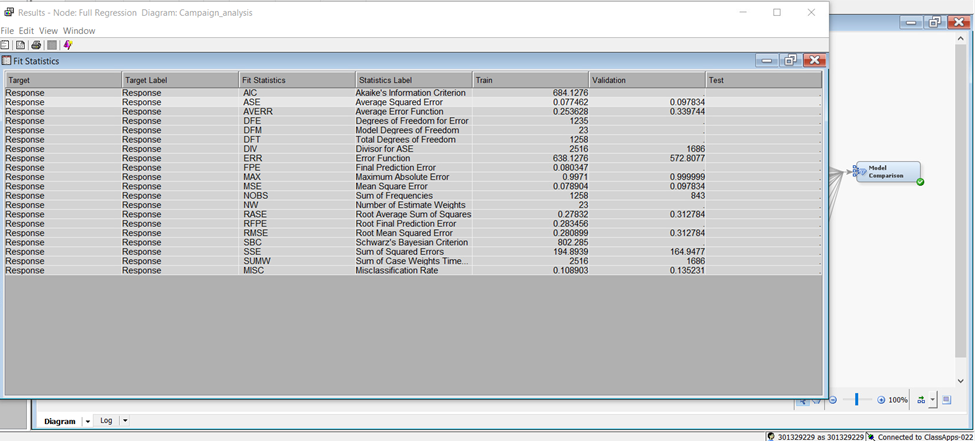 Results - Node: Full Regression  Diagram: Campaign_analysis
File Edit View Window
Fit Statistics
Target Target Label Fit Statistics Statistics Label Train Validation Test
Response Response AIC Akaike's Information Criterion 684.1276 . .
Response Response ASE Average Squared Error 0.077462 0.097834 .
Response Response AVERR Average Error Function 0.253628 0.339744 .
Response Response DFE Degrees of Freedom for Error 1235 . .
Response Response DFM Model Degrees of Freedom 23 . .
Response Response DFT Total Degrees of Freedom 1258 . .
Response Response DIV Divisor for ASE 2516 1686 .
Response Response ERR Error Function 638.1276 572.8077 .
Response Response FPE Final Prediction Error 0.080347 . .
Response Response MAX Maximum Absolute Error 0.9971 0.999999 .
Response Response MSE Mean Square Error 0.078904 0.097834 .
Response Response NOBS Sum of Frequencies 1258 843 .
Response Response NW Number of Estimate Weights 23 . .
Response Response RASE Root Average Sum of Squares 0.27832 0.312784 .
Response Response RFPE Root Final Prediction Error 0.283456 . .
Response Response RMSE Root Mean Squared Error 0.280899 0.312784 .
Response Response SBC Schwarz's Bayesian Criterion 802.285 . .
Response Response SSE Sum of Squared Errors 194.8939 164.9477 .
Response Response SUMW Sum of Case Weights Time... 2516 1686 .
Response Response MISC Misclassification Rate 0.108903 0.135231 .
Model
Comparison
100%
Diagram Log
301329229 as 301329229 Connected to ClassApps-022